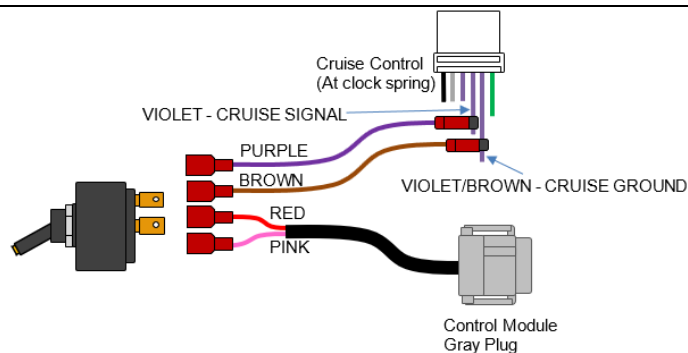 Cruise Control
(At clock spring)
VIOLET - CRUISE SIGNAL
PURPLE
BROWN
VIOLET/BROWN - CRUISE GROUND
RED
PINK
Control Module
Gray Plug